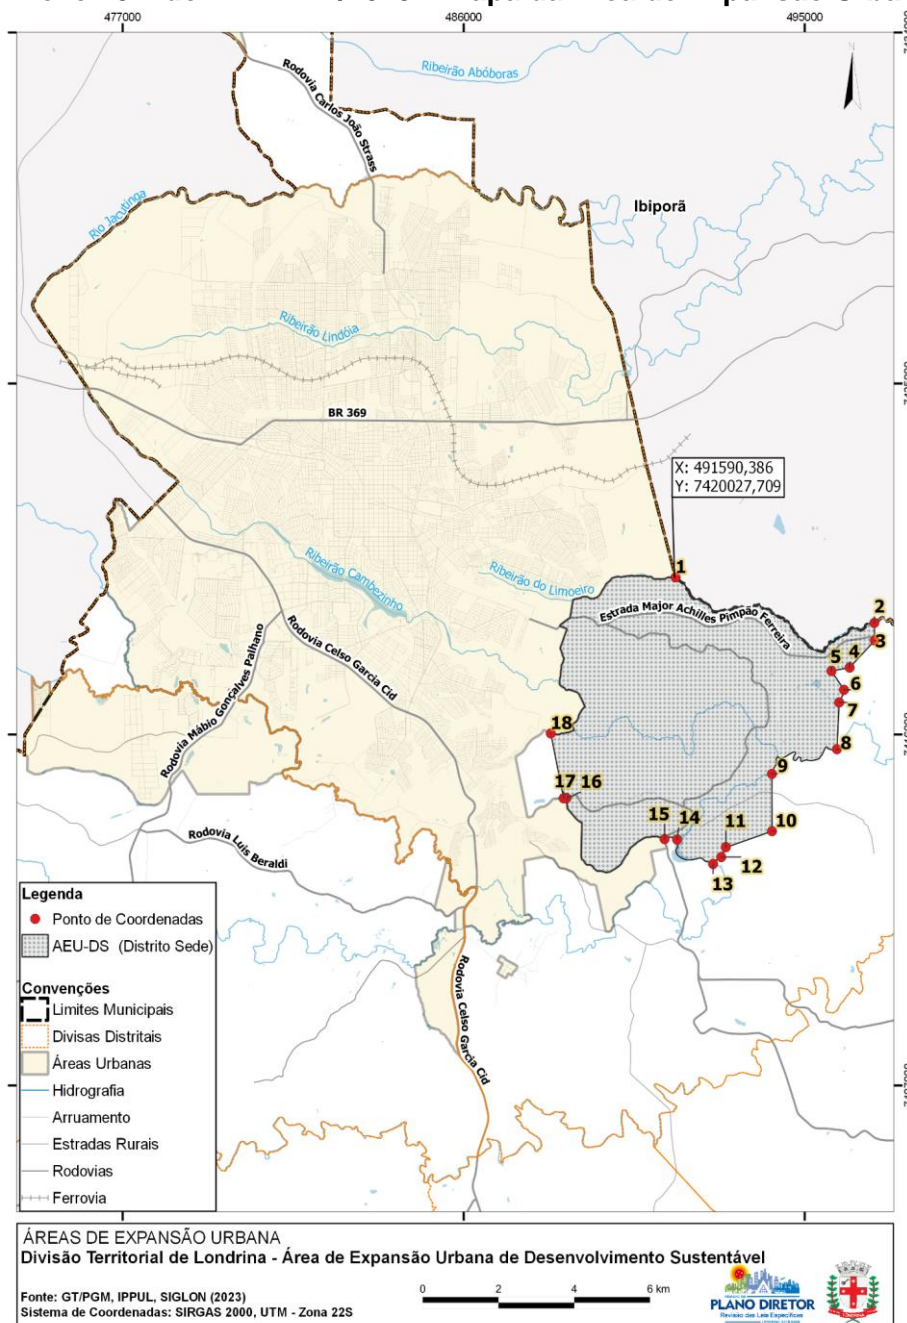 477000
486000
495000
Ribeirão Abóboras
Rodovia Carlos João Strass
Rio Jacutinga
Ibiporã
Ribeirão Lindóia
7425000
BR 369
X: 491590,386
Y: 7420027,709
Ribeirão Cambezinho
Ribeirão do Limoeiro
1
Estrada Major Achilles Pimpão Ferreira
2
3
4
5
6
7
8
9
10
11
12
13
14
15
16
17
18
Rodovia Celso Garcia Cid
Rodovia Mábio Gonçalves Palhano
Rodovia Luis Beraldi
Rodovia Celso Garcia Cid
Legenda
Ponto de Coordenadas
AEU-DS (Distrito Sede)
Convenções
Limites Municipais
Divisas Distritais
Áreas Urbanas
Hidrografia
Arruamento
Estradas Rurais
Rodovias
Ferrovia
ÁREAS DE EXPANSÃO URBANA
Divisão Territorial de Londrina - Área de Expansão Urbana de Desenvolvimento Sustentável
Fonte: GT/PGM, IPPUL, SIGLON (2023)
Sistema de Coordenadas: SIRGAS 2000, UTM - Zona 22S
0 2 4 6 km
PLANO DIRETOR
Revisão das Leis Específicas